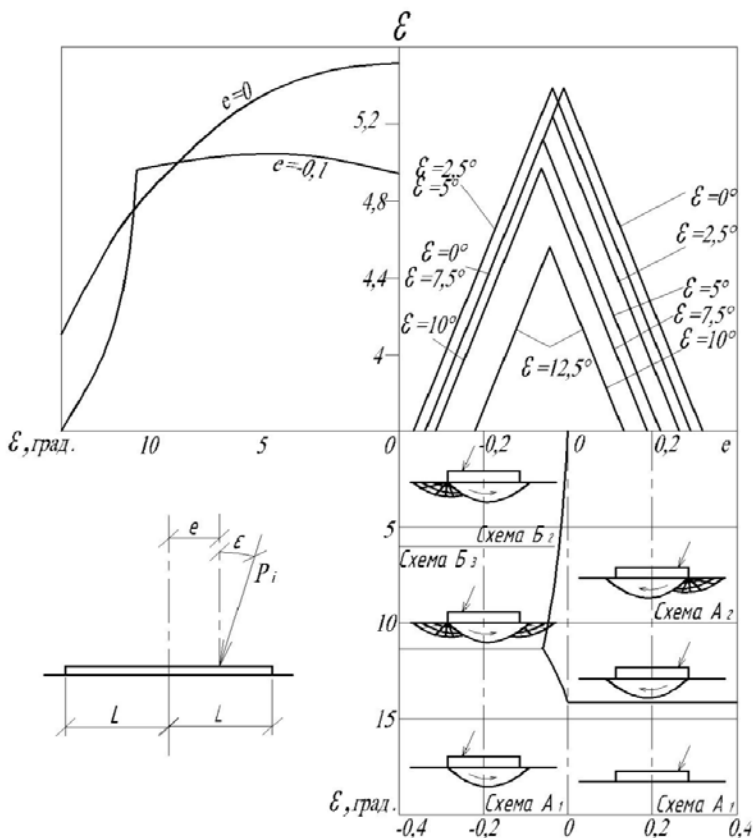 ℰ
e=0
e=-0,1
5,2
4,8
4,4
4
ℰ=2,5°
ℰ=5°
ℰ=0°
ℰ=7,5°
ℰ=10°
ℰ=12,5°
ℰ=0°
ℰ=2,5°
ℰ=5°
ℰ=7,5°
ℰ=10°
ℰ, град. 10 5 0 -0,2 0 0,2 e
e
ε
P i
L L
Схема Б 2
5
Схема Б 3
Схема А 2
10
15
Схема А 1 Схема А 1
ℰ, град.
-0,4 -0,2 0 0,2 0,4